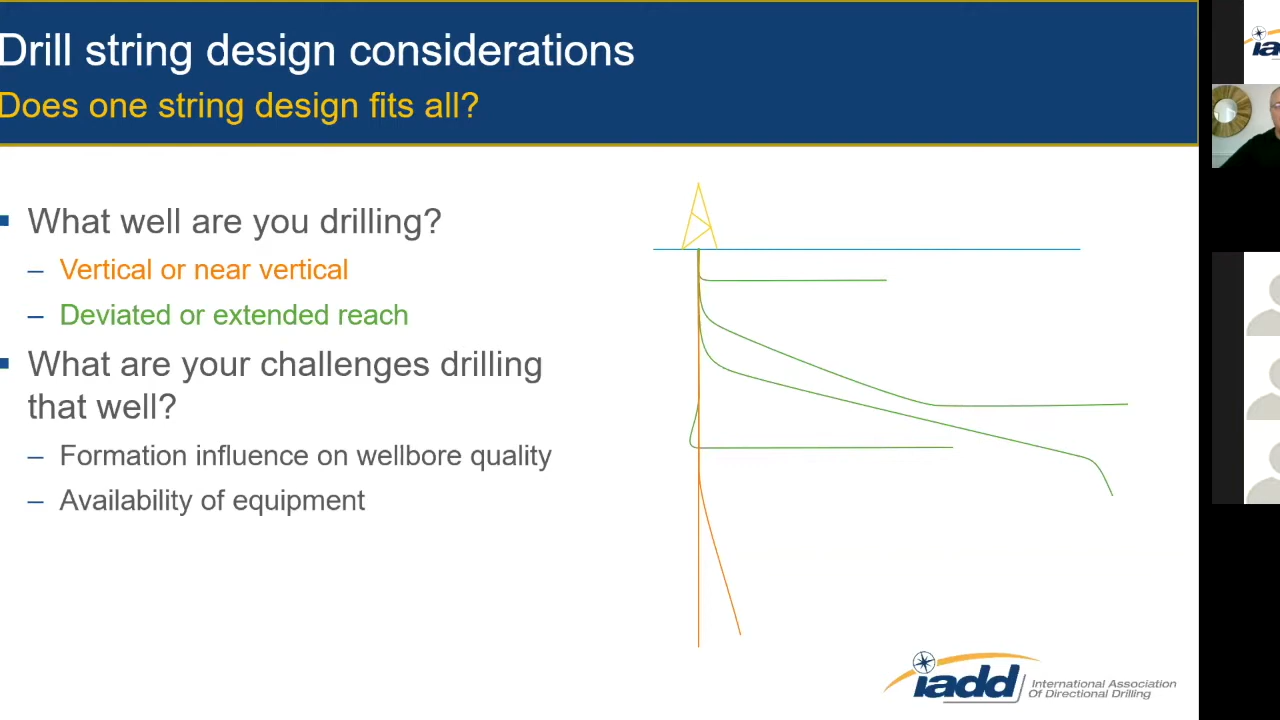 Drill string design considerations
Does one string design fits all?
What well are you drilling?
– Vertical or near vertical
– Deviated or extended reach
What are your challenges drilling
that well?
– Formation influence on wellbore quality
– Availability of equipment
iadd
International Association
Of Directional Drilling